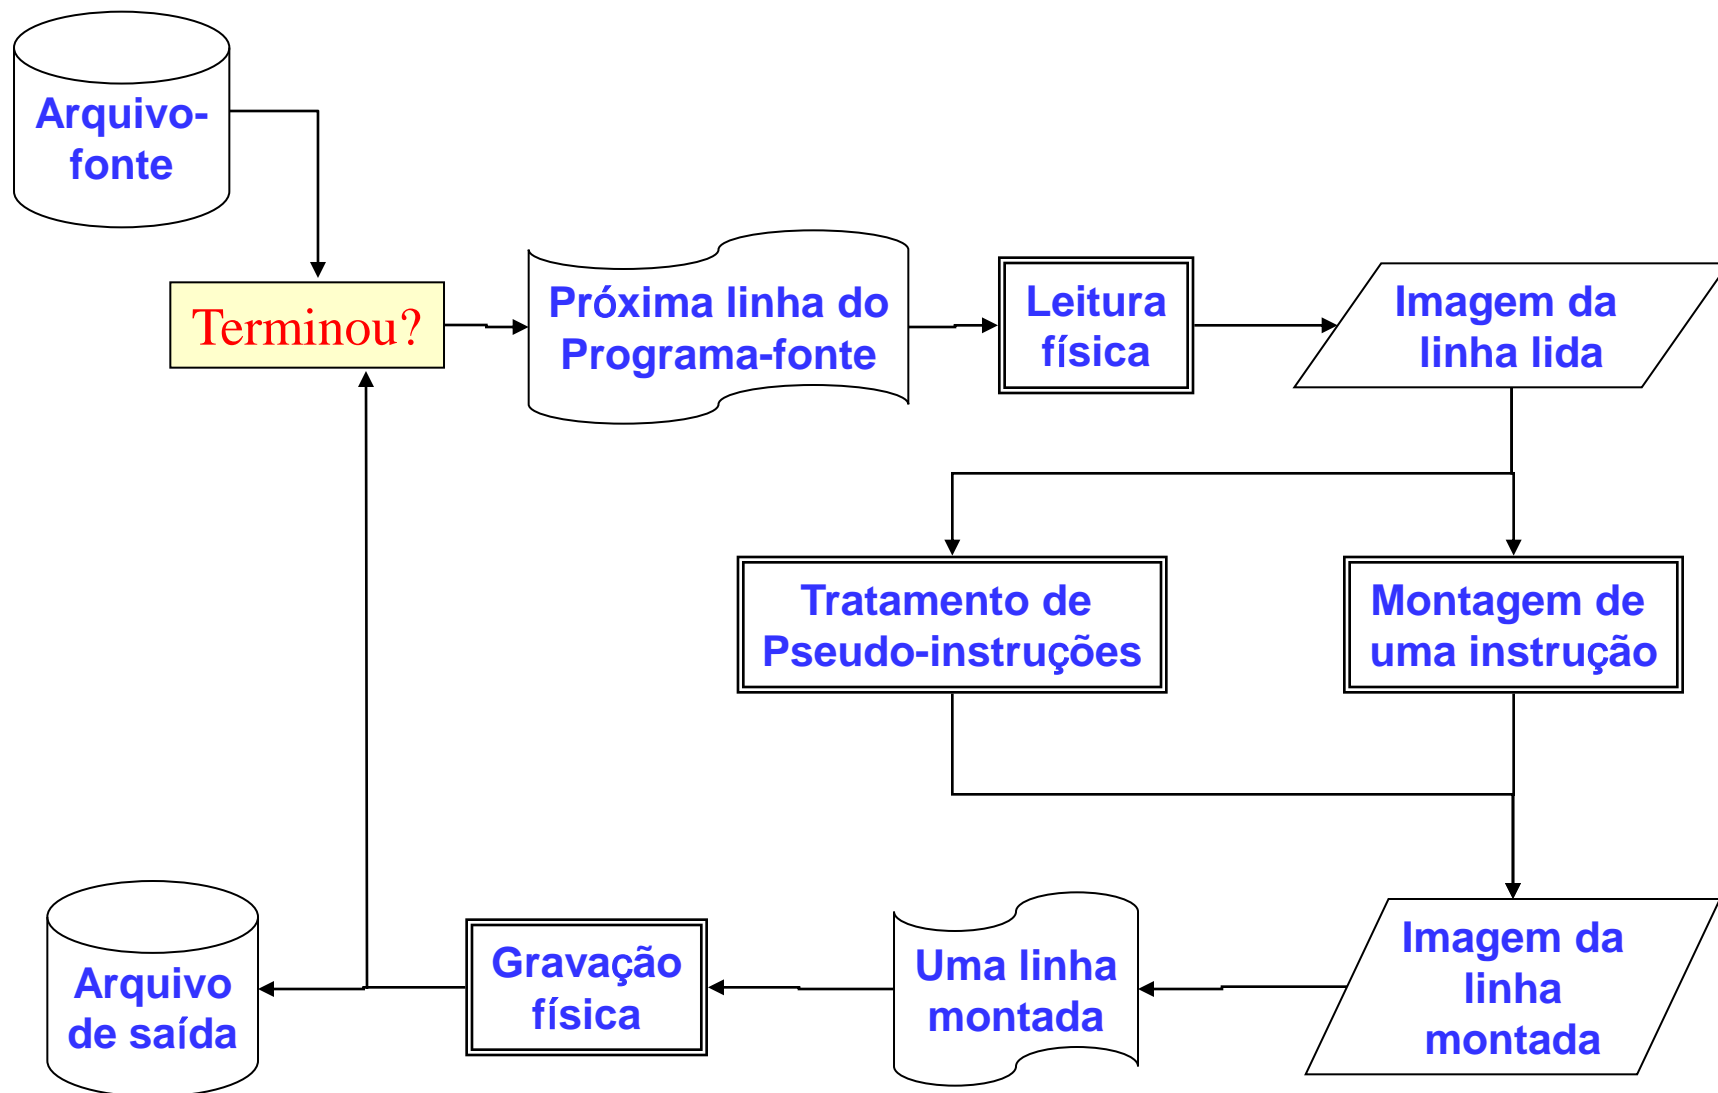 Arquivo-
fonte
Terminou?
Próxima linha do
Programa-fonte
Leitura
física
Imagem da
linha lida
Tratamento de
Pseudo-instruções
Montagem de
uma instrução
Arquivo
de saída
Gravação
física
Uma linha
montada
Imagem da
linha
montada